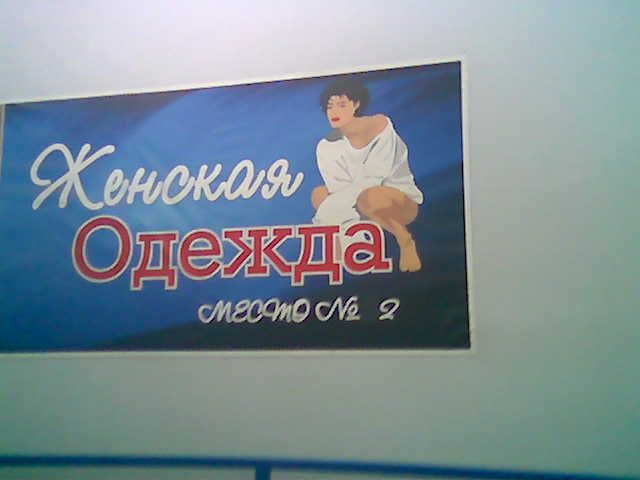 Женская
Одежда
место № 2